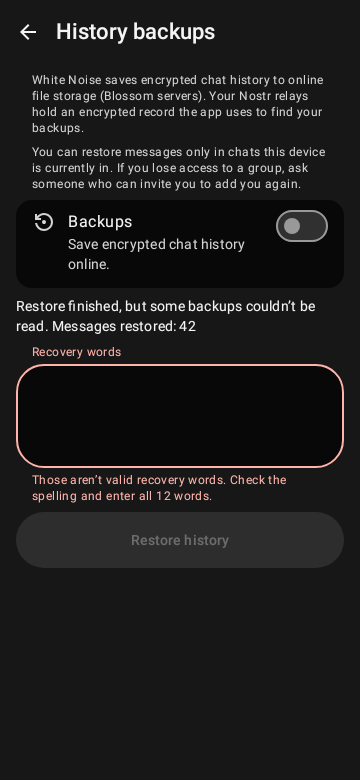 History backups
White Noise saves encrypted chat history to online
file storage (Blossom servers). Your Nostr relays
hold an encrypted record the app uses to find your
backups.
You can restore messages only in chats this device
is currently in. If you lose access to a group, ask
someone who can invite you to add you again.
Backups
Save encrypted chat history
online.
Restore finished, but some backups couldn’t be
read. Messages restored: 42
Recovery words
Those aren’t valid recovery words. Check the
spelling and enter all 12 words.
Restore history